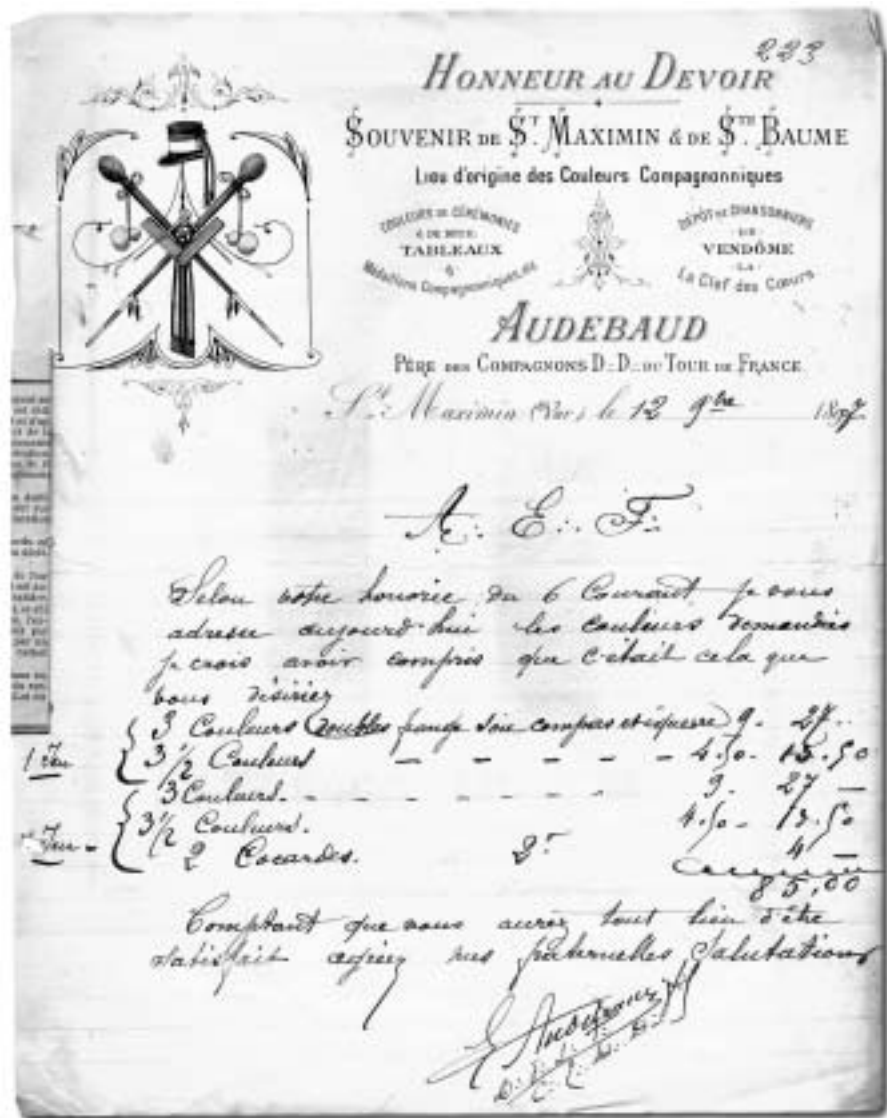 223
HONNEUR AU DEVOIR
SOUVENIR DE ST. MAXIMIN & DE STE. BAUME
Lieu d'origine des Couleurs Compagnonniques
COULEURS DE CÉRÉMONIES
& DE
TABLEAUX
&
Médaillons Compagnonniques, etc
DÉPÔT DE CHANSONNIERS
DE
VENDÔME
LA
La Clef des Cœurs
AUDEBAUD
PÈRE DES COMPAGNONS D∴D∴ DU TOUR DE FRANCE
St. Maximin (Var), le 12 9bre 1897
A∴ E∴ F∴
Selon votre honorée du 6 Courant je vous
adresse aujourd'hui les couleurs demandées
je crois avoir compris que c'était cela que
vous désiriez
3 Couleurs (doubles frange soie compas et équerre) 9. 27..
1 Jeu 3 1/2 Couleurs - - - - - 4.50. 13.50
3 Couleurs. - - - - - 9. 27 -
Jeu - 3 1/2 Couleurs. 4.50 - 13.50
2 Cocardes. 2f 4 -
85,00
Comptant que vous aurez tout lieu d'être
satisfait agréez mes fraternelles Salutations